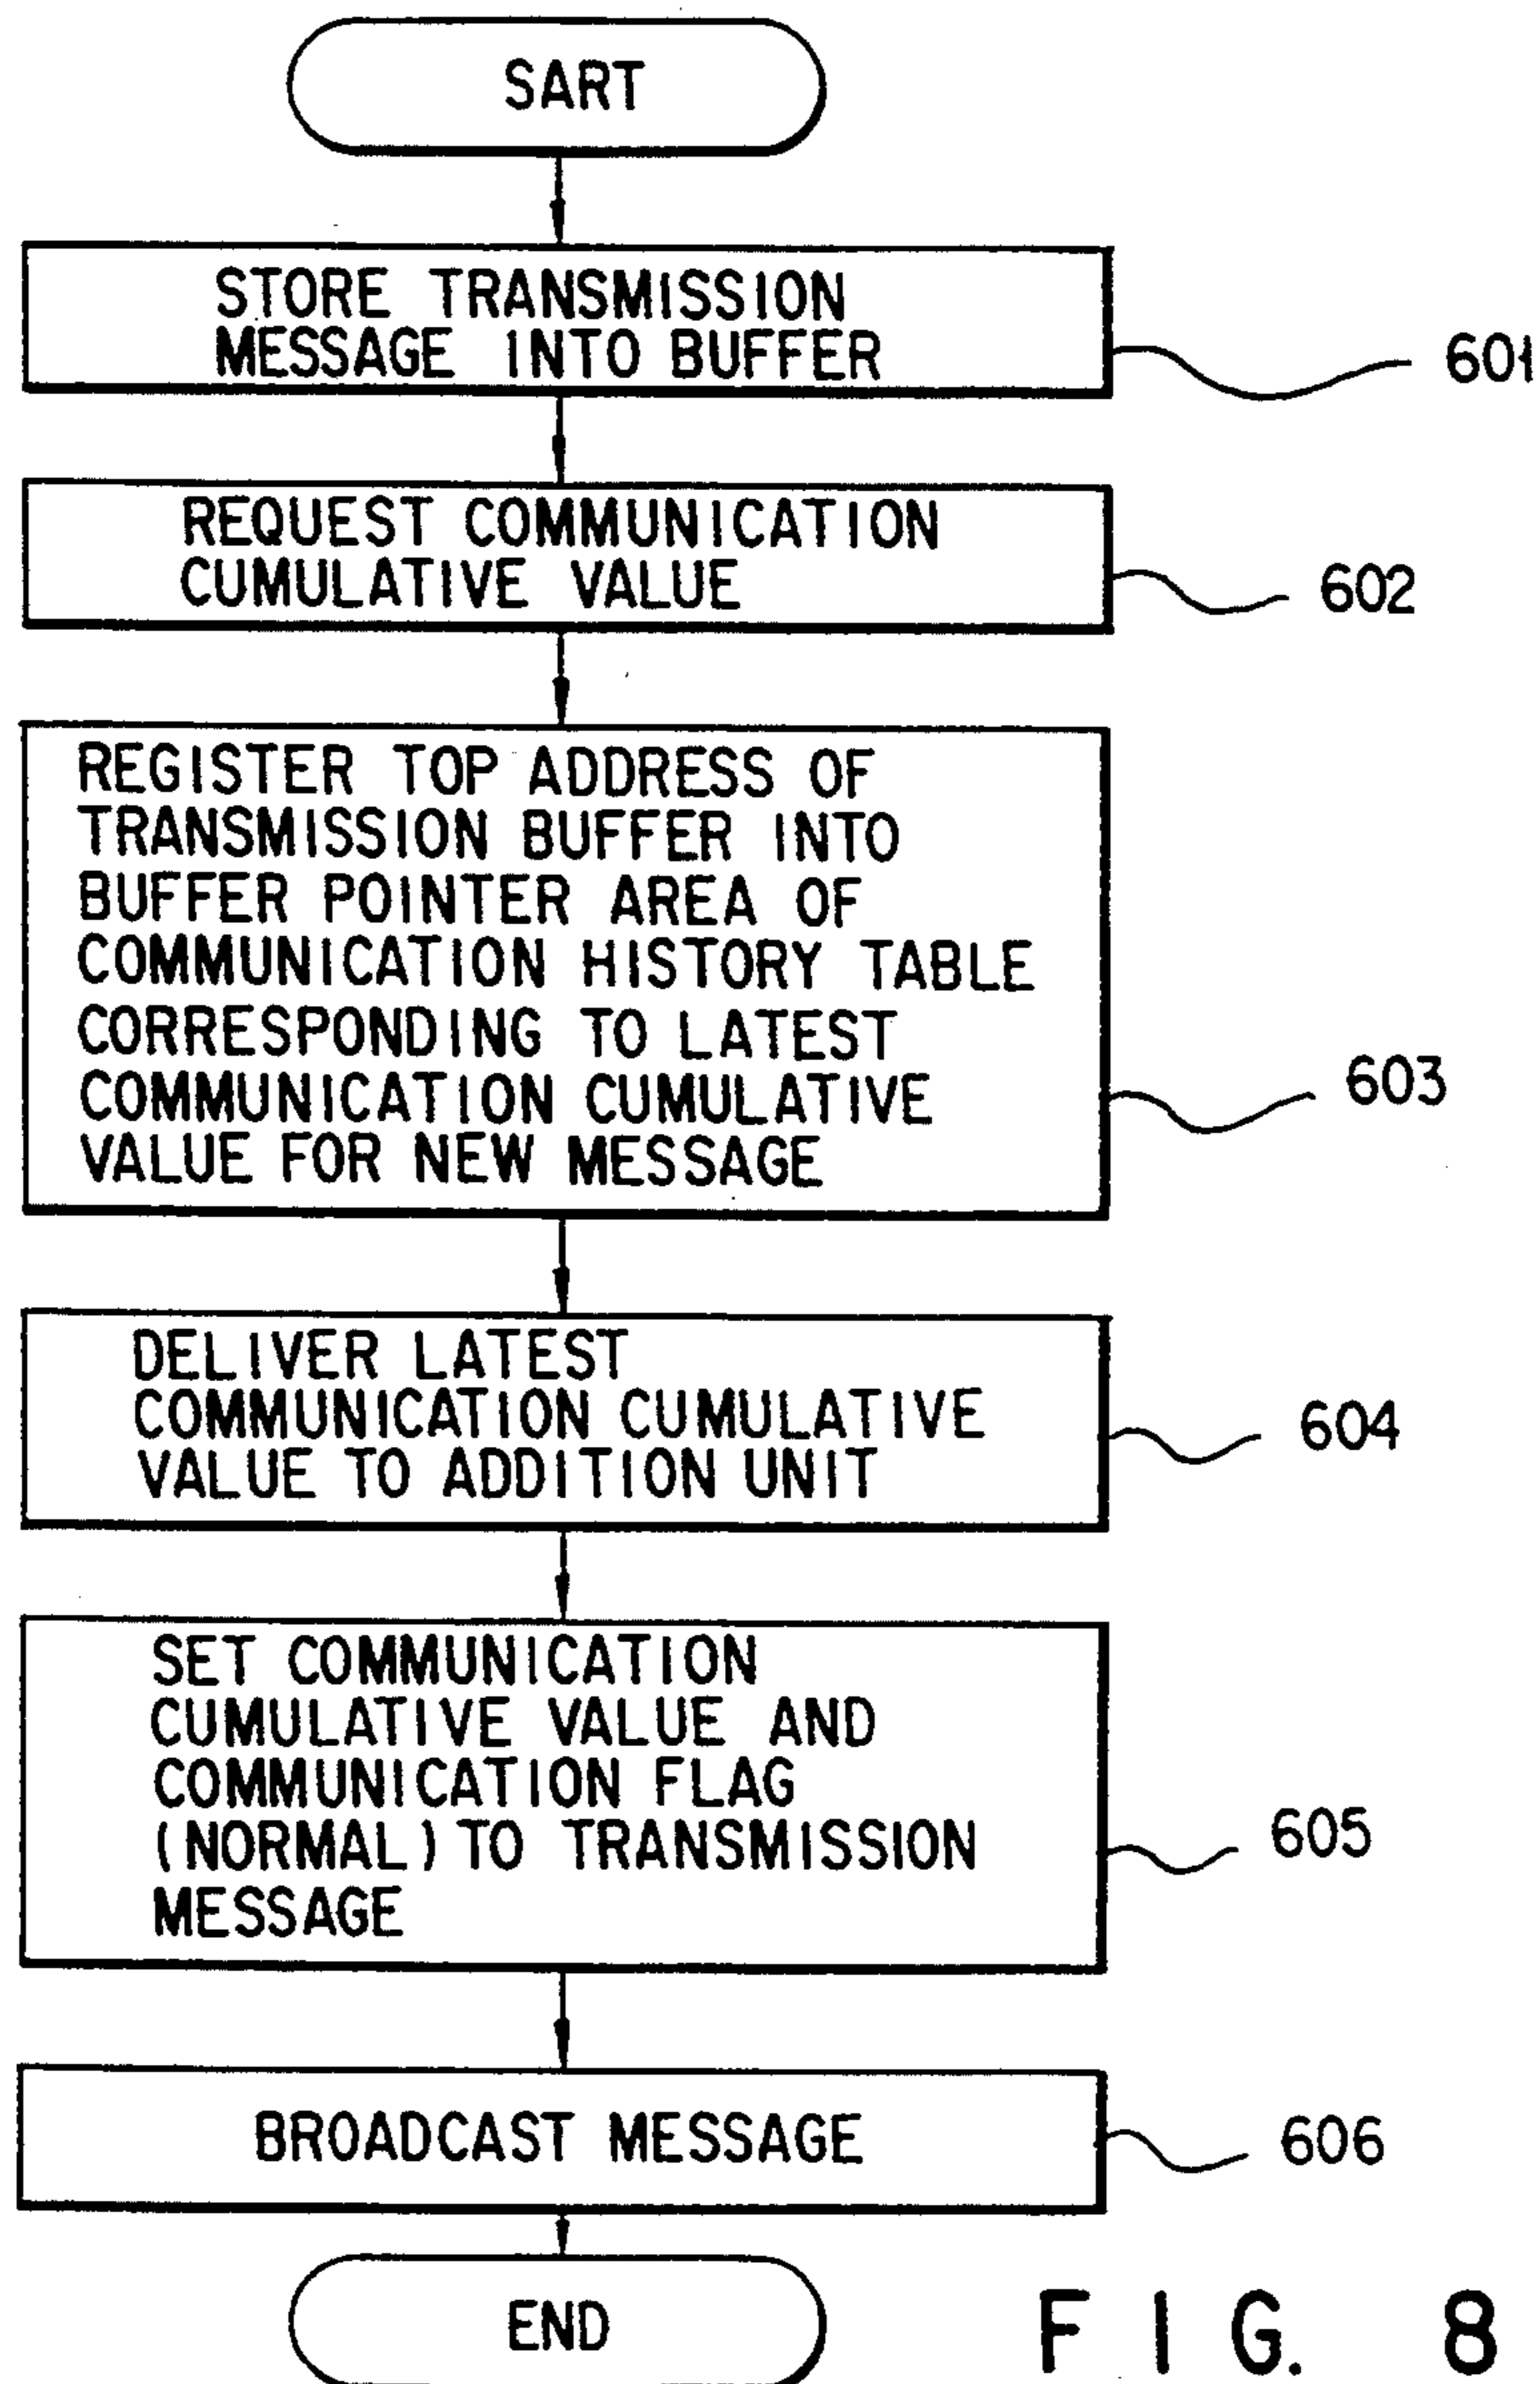 SART
STORE TRANSMISSION
MESSAGE INTO BUFFER
601
REQUEST COMMUNICATION
CUMULATIVE VALUE
602
REGISTER TOP ADDRESS OF
TRANSMISSION BUFFER INTO
BUFFER POINTER AREA OF
COMMUNICATION HISTORY TABLE
CORRESPONDING TO LATEST
COMMUNICATION CUMULATIVE
VALUE FOR NEW MESSAGE
603
DELIVER LATEST
COMMUNICATION CUMULATIVE
VALUE TO ADDITION UNIT
604
SET COMMUNICATION
CUMULATIVE VALUE AND
COMMUNICATION FLAG
(NORMAL) TO TRANSMISSION
MESSAGE
605
BROADCAST MESSAGE
606
END
FIG. 8